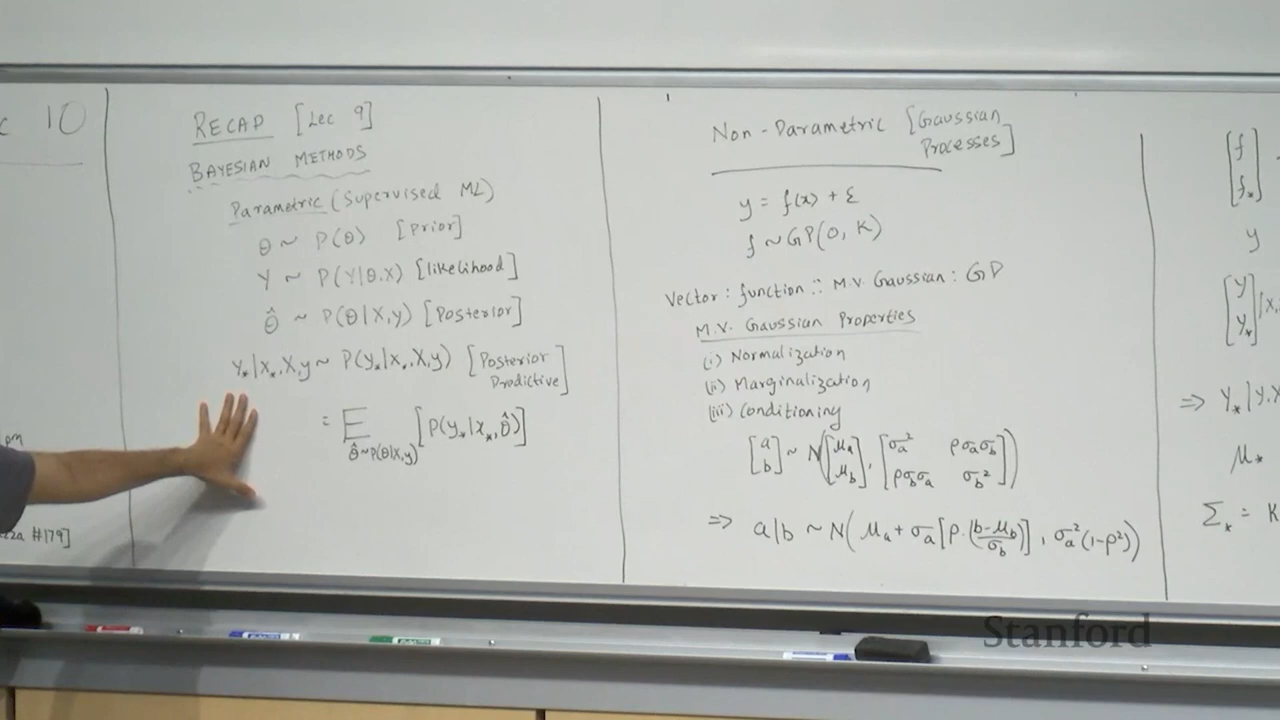 10
RECAP [Lec 9]
BAYESIAN METHODS
Parametric (Supervised ML)
θ ~ P(θ) [Prior]
Y ~ P(Y|θ,X) [likelihood]
θ̂ ~ P(θ|X,y) [Posterior]
Y*|x*,X,y ~ P(y*|x*,X,y) [Posterior Predictive]
= E θ̂~P(θ|X,y) [P(y*|x*,θ̂)]
#179]
Non-Parametric [Gaussian Processes]
y = f(x) + ε
f ~ GP(0, K)
Vector : function :: M.V. Gaussian : GP
M.V. Gaussian Properties
(i) Normalization
(ii) Marginalization
(iii) Conditioning
[a b] ~ N([μa μb], [σa² ρσaσb ρσbσa σb²])
=> a|b ~ N(μa + σa[ρ.(b-μb)/σb], σa²(1-ρ²))
[f f*]
y
[y y*] |X,
=> Y*|y,X
μ*
Σ* = K
Stanford